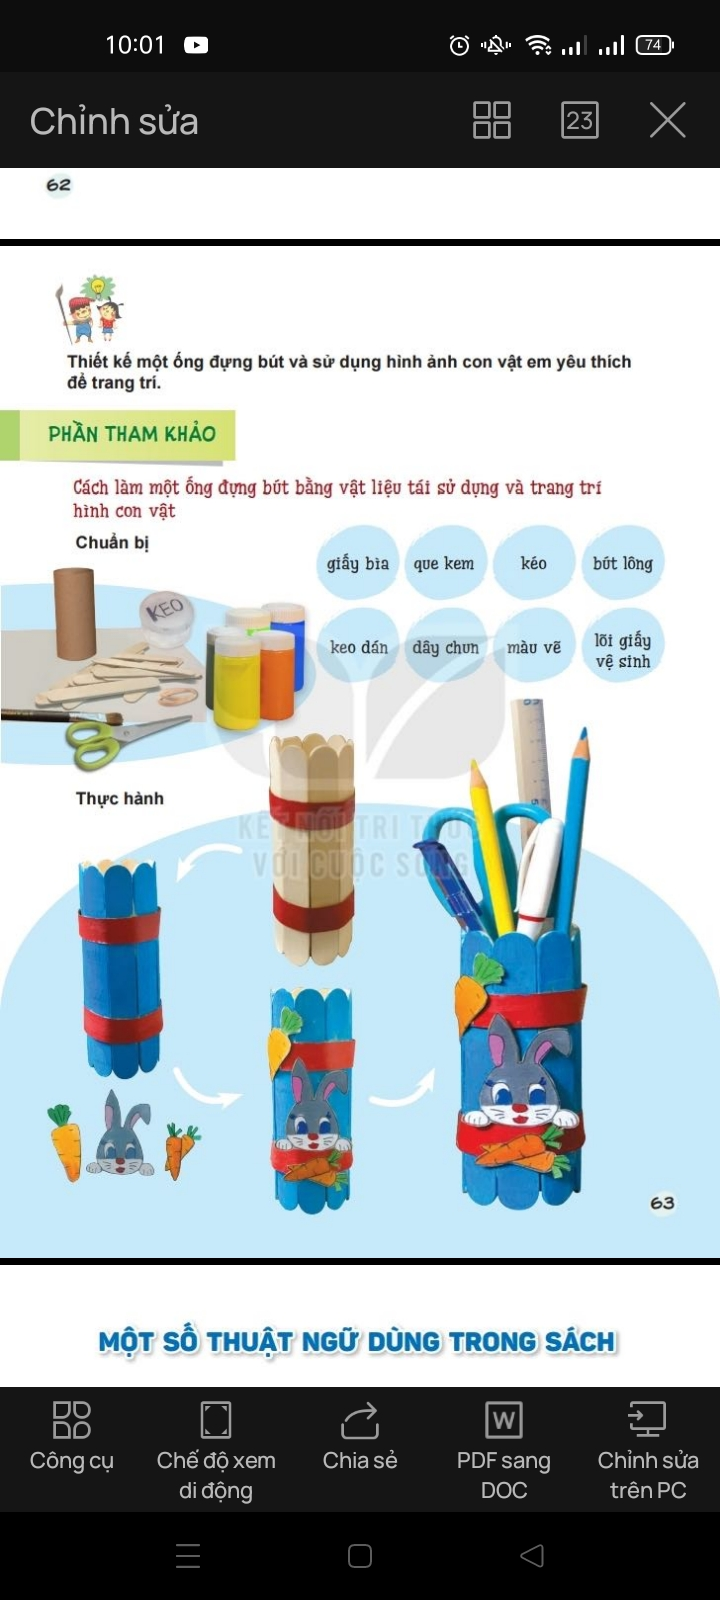 10:01
74
Chỉnh sửa
23
62
Thiết kế một ống đựng bút và sử dụng hình ảnh con vật em yêu thích
để trang trí.
PHẦN THAM KHẢO
Cách làm một ống đựng bút bằng vật liệu tái sử dụng và trang trí
hình con vật
Chuẩn bị
giấy bìa que kem kéo bút lông
KEO
keo dán dây chun màu vẽ lõi giấy
vệ sinh
Thực hành
KẾT NỐI TRI THỨC
VỚI CUỘC SỐNG
63
MỘT SỐ THUẬT NGỮ DÙNG TRONG SÁCH
W
Công cụ Chế độ xem Chia sẻ PDF sang Chỉnh sửa
di động DOC trên PC